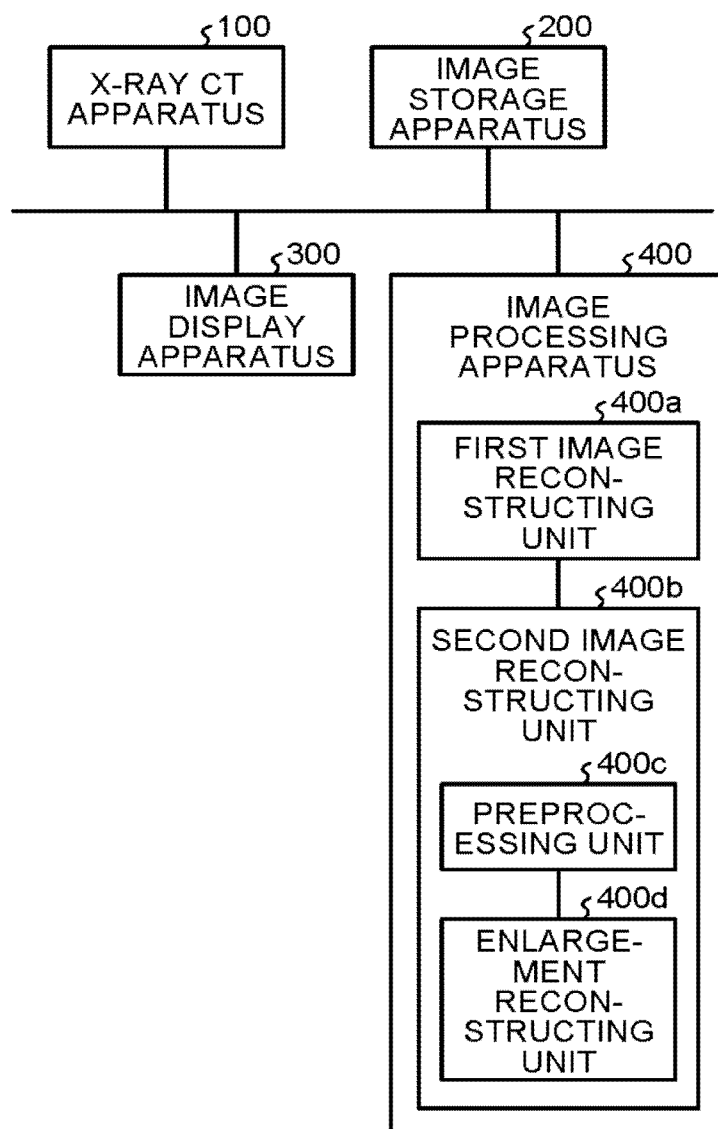 100
X-RAY CT
APPARATUS
200
IMAGE
STORAGE
APPARATUS
300
IMAGE
DISPLAY
APPARATUS
400
IMAGE
PROCESSING
APPARATUS
400a
FIRST IMAGE
RECON-
STRUCTING
UNIT
400b
SECOND IMAGE
RECON-
STRUCTING
UNIT
400c
PREPROC-
ESSING UNIT
400d
ENLARGE-
MENT
RECON-
STRUCTING
UNIT